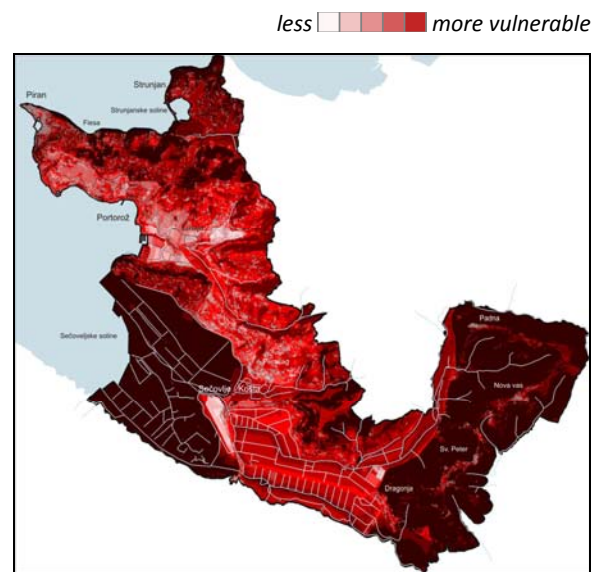 less more vulnerable
Strunjan
Piran
Strunjanske soline
Fiesa
Portorož
Sečoveljske soline
Padna
Nova vas
Sečovlje
Košta
Sv. Peter
Dragonja